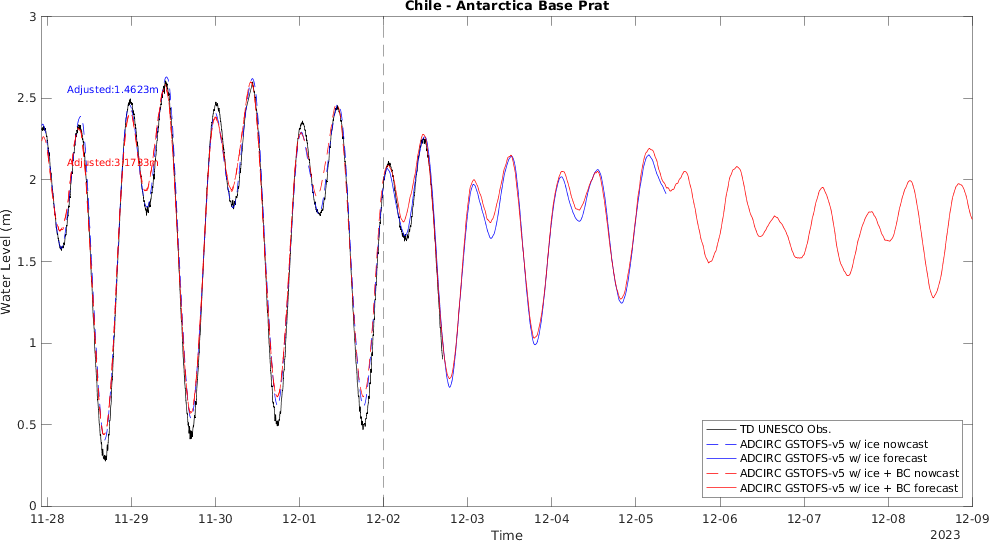 Chile - Antarctica Base Prat
3
2.5
2
1.5
1
0.5
0
Water Level (m)
Adjusted:1.4623m
Adjusted:3.1793m
TD UNESCO Obs.
ADCIRC GSTOFS-v5 w/ ice nowcast
ADCIRC GSTOFS-v5 w/ ice forecast
ADCIRC GSTOFS-v5 w/ ice + BC nowcast
ADCIRC GSTOFS-v5 w/ ice + BC forecast
11-28 11-29 11-30 12-01 12-02 12-03 12-04 12-05 12-06 12-07 12-08 12-09
Time
2023